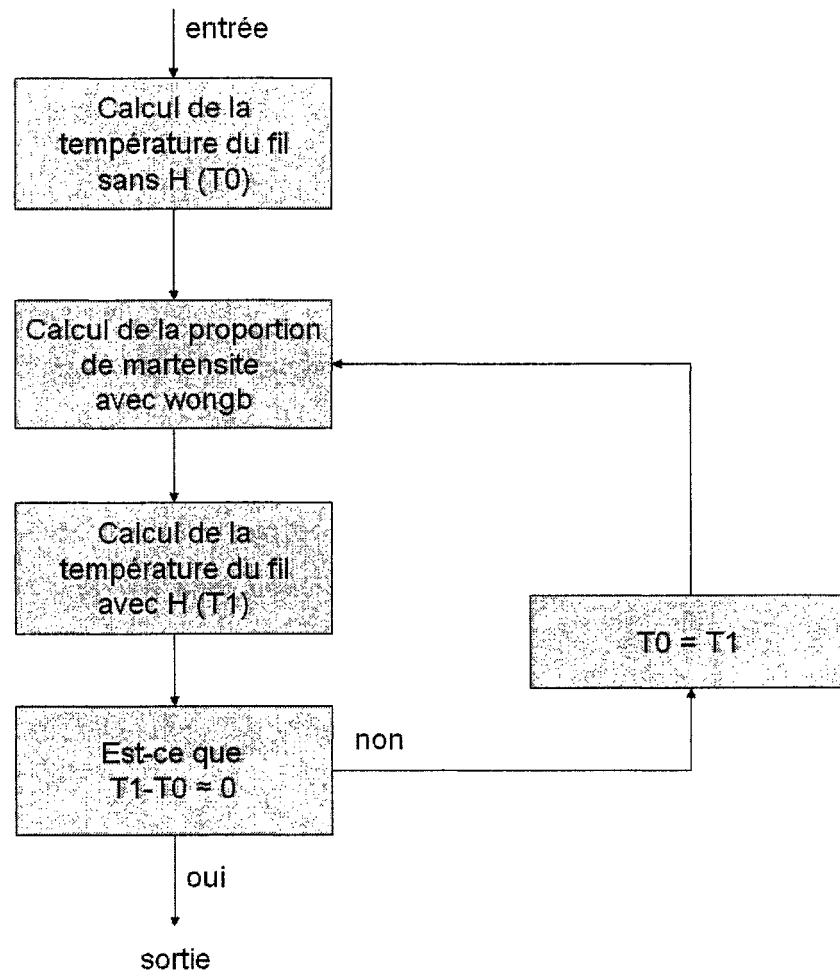 entrée
Calcul de la
température du fil
sans H (T0)
Calcul de la proportion
de martensite
avec wongb
Calcul de la
température du fil
avec H (T1)
T0 = T1
Est-ce que
T1-T0 ≈ 0
non
oui
sortie